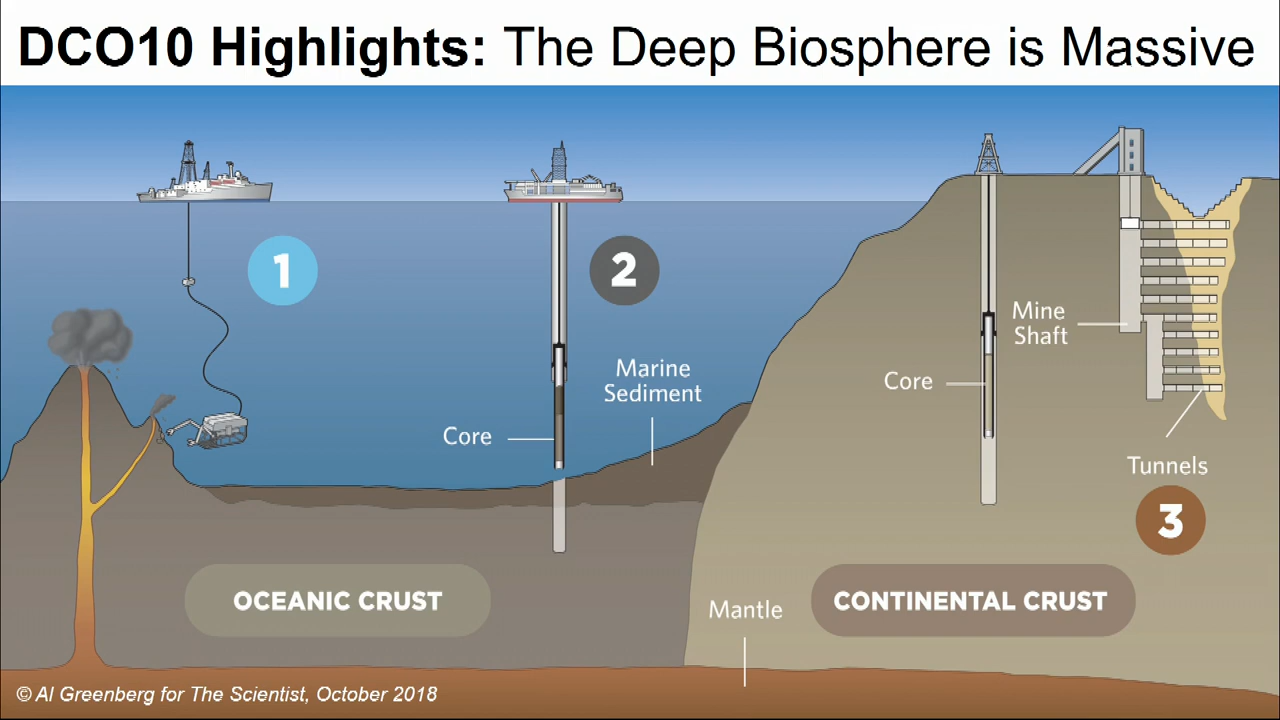 DCO10 Highlights: The Deep Biosphere is Massive
1
2
Marine
Sediment
Core
Core
Mine
Shaft
Tunnels
3
OCEANIC CRUST
Mantle
CONTINENTAL CRUST
© Al Greenberg for The Scientist, October 2018